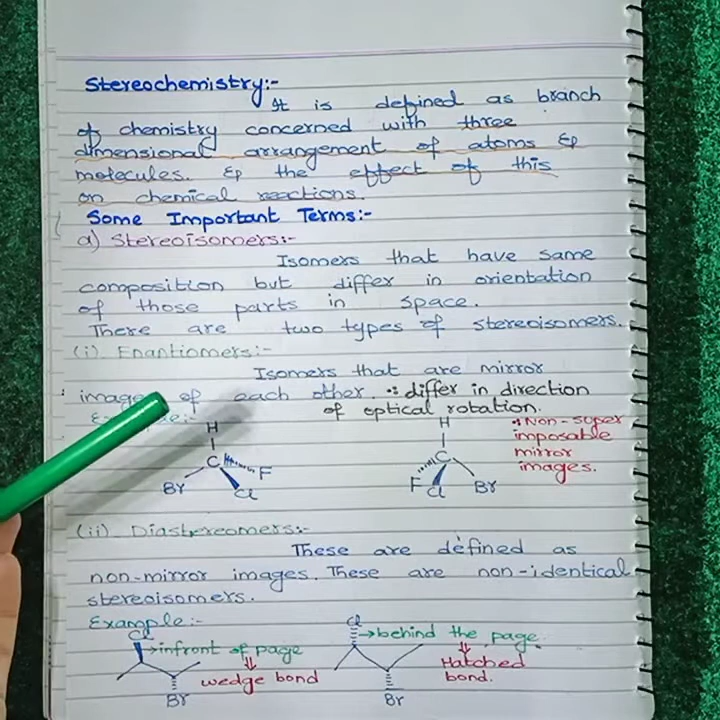 Stereochemistry:-
It is defined as branch
of chemistry concerned with three
dimensional arrangement of atoms &
molecules. & the effect of this
on chemical reactions.
Some Important Terms:-
a) Stereoisomers:-
Isomers that have same
composition but differ in orientation
of those parts in space.
There are two types of stereoisomers.
(i) Enantiomers:-
Isomers that are mirror
images of each other. :: differ in direction
of optical rotation.
H
C
F
Br
Cl
H
C
F
Cl
Br
:: Non-super
imposable
mirror
images.
(ii) Diastereomers:-
These are defined as
non-mirror images. These are non-identical
stereoisomers.
Example:-
Cl
infront of page
wedge bond
Br
Cl
behind the page
Hatched
bond.
Br